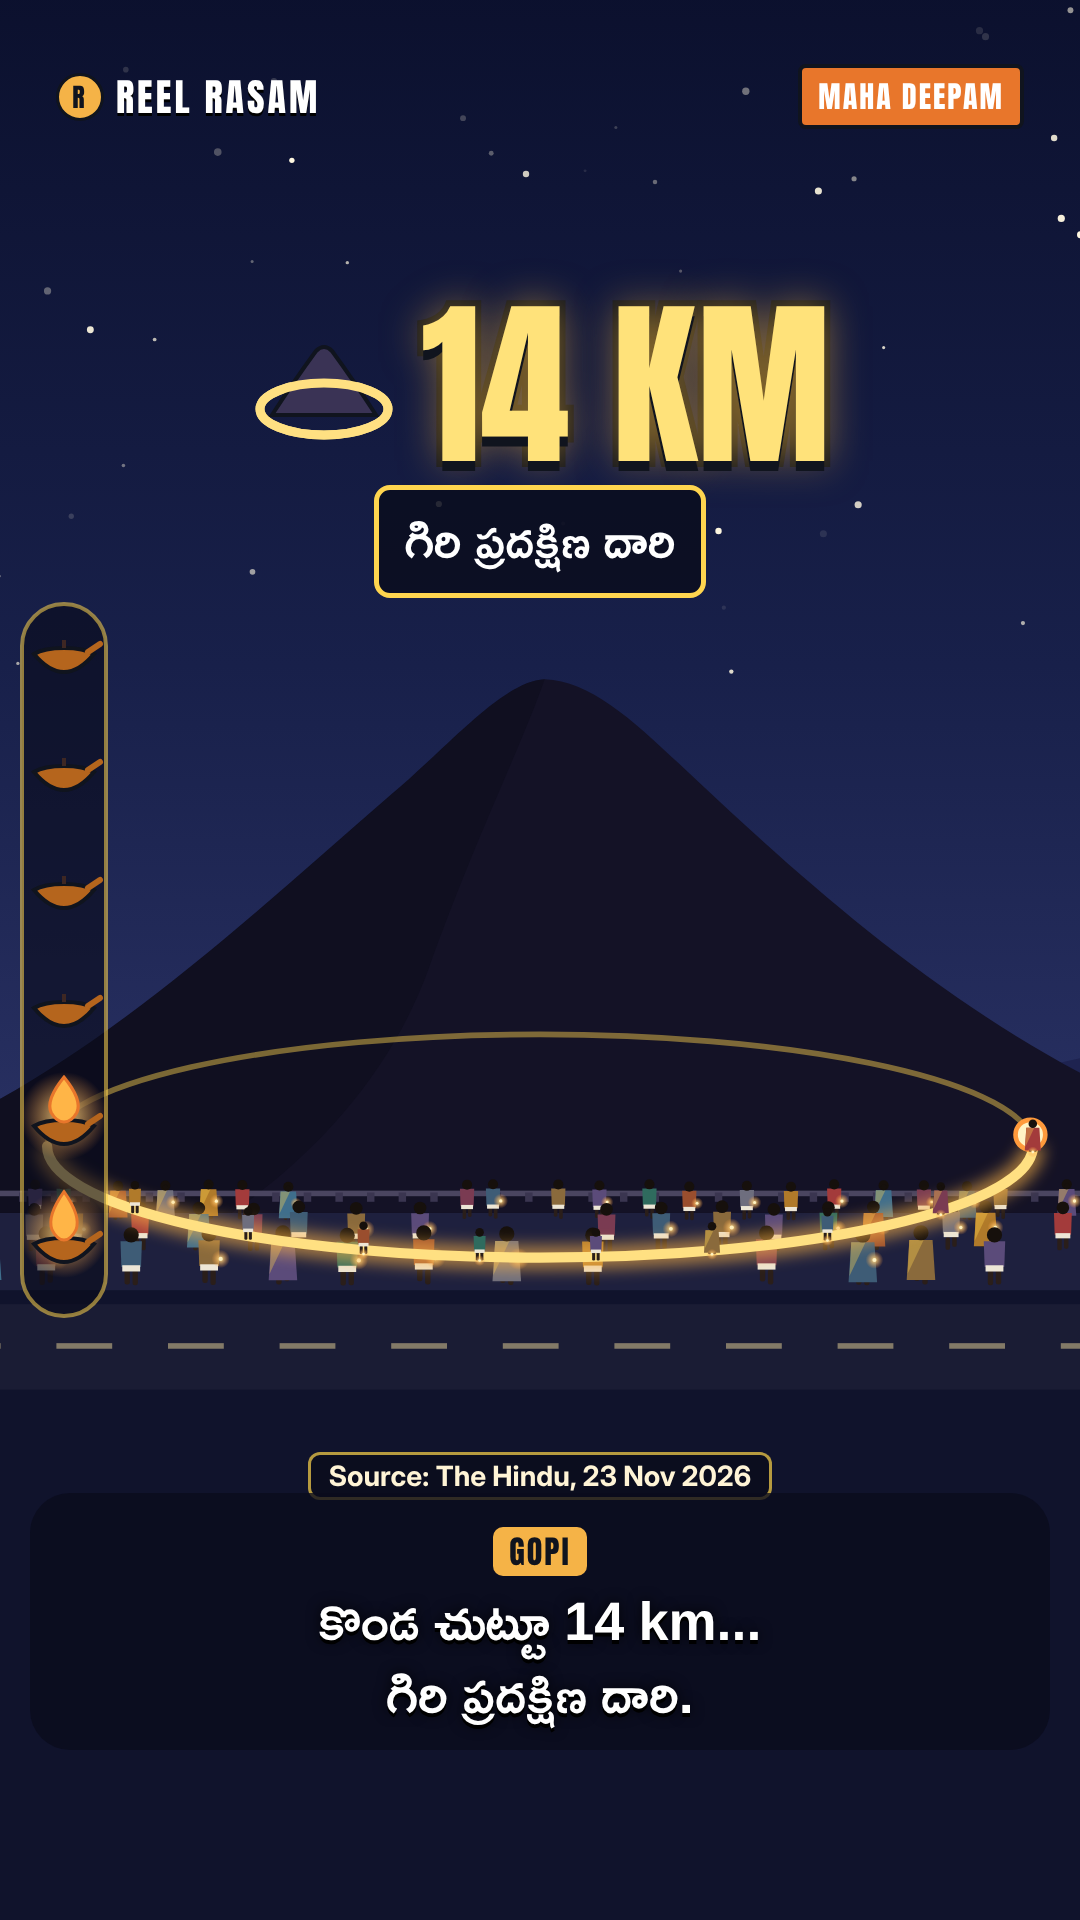 R REEL RASAM
MAHA DEEPAM
14 KM
గిరి ప్రదక్షిణ దారి
Source: The Hindu, 23 Nov 2026
GOPI
కొండ చుట్టూ 14 km...
గిరి ప్రదక్షిణ దారి.